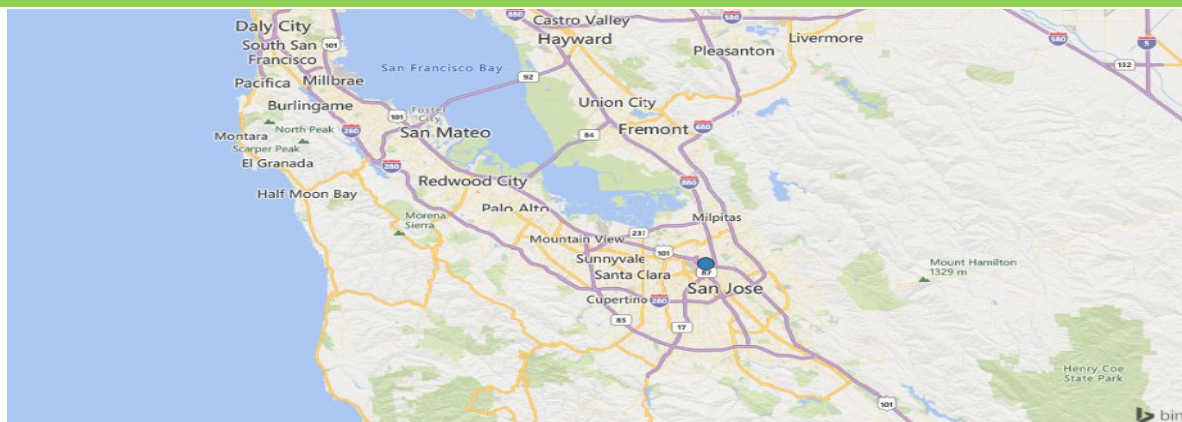 880
Castro Valley
580
Daly City
101
Hayward
Livermore
580
5
South San
Francisco
Pleasanton
San Francisco Bay
132
92
Pacifica
Millbrae
Burlingame
Union City
Foster
City
101
North Peak
280
San Mateo
84
Fremont
680
Montara
Scarper Peak
El Granada
280
Redwood City
880
Half Moon Bay
Palo Alto
Morena
Sierra
Milpitas
237
Mountain View
101
Sunnyvale
Mount Hamilton
1329 m
Santa Clara
87
San Jose
Cupertino
280
85
17
Henry Coe
State Park
101
bin